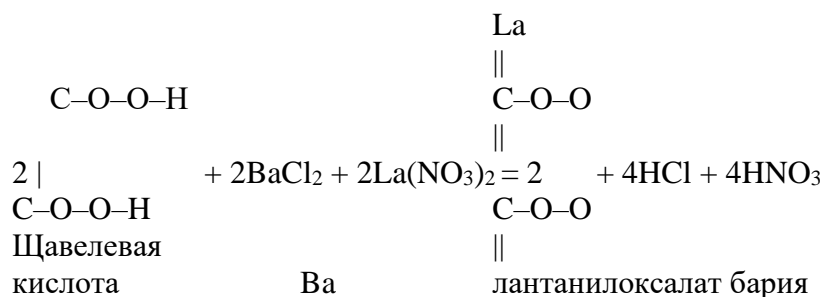 La
||
C–O–O–H C–O–O
||
2 | + 2BaCl₂ + 2La(NO₃)₂ = 2 + 4HCl + 4HNO₃
C–O–O–H C–O–O
Щавелевая ||
кислота Ba лантанилоксалат бария